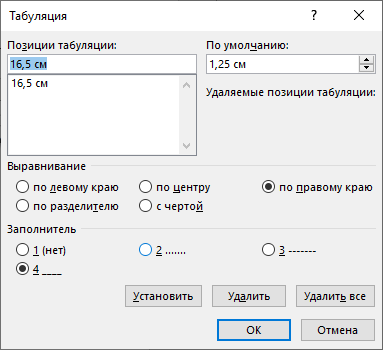 Табуляция ? ×
Позиции табуляции: По умолчанию:
16,5 см 1,25 см
16,5 см Удаляемые позиции табуляции:
Выравнивание
по левому краю по центру по правому краю
по разделителю с чертой
Заполнитель
1 (нет) 2 ....... 3 -------
4 ____
Установить Удалить Удалить все
ОК Отмена